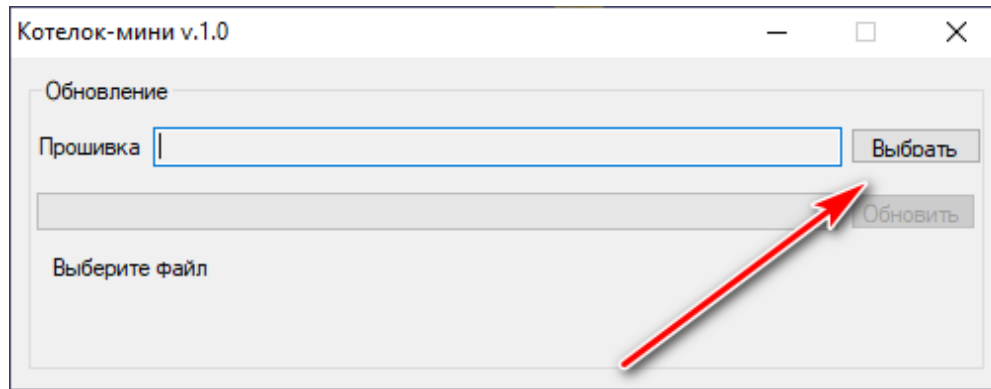 Котелок-мини v.1.0
Обновление
Прошивка
Выбрать
Обновить
Выберите файл